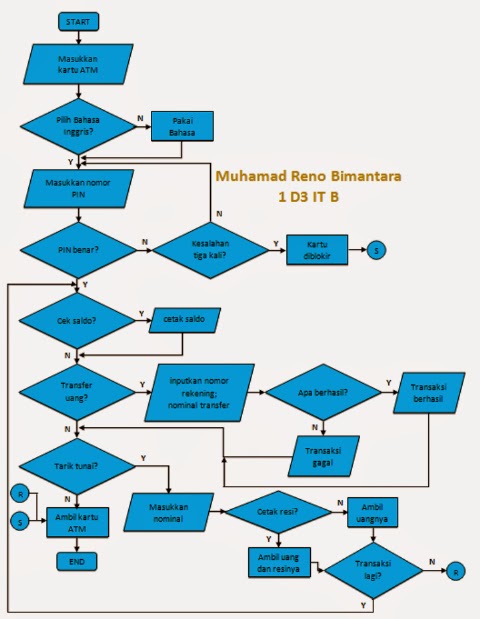 START
Masukkan
kartu ATM
Pilih Bahasa
Inggris?
N
Pakai
Bahasa
Y
Masukkan nomor
PIN
Muhamad Reno Bimantara
1 D3 IT B
PIN benar?
N
Kesalahan
tiga kali?
N
Y
Kartu
diblokir
S
Y
Cek saldo?
Y
cetak saldo
N
Transfer
uang?
Y
inputkan nomor
rekening;
nominal transfer
Apa berhasil?
Y
Transaksi
berhasil
N
Transaksi
gagal
N
Tarik tunai?
Y
Masukkan
nominal
Cetak resi?
N
Ambil
uangnya
Y
Ambil uang
dan resinya
Transaksi
lagi?
N
R
Y
N
R
S
Ambil kartu
ATM
END